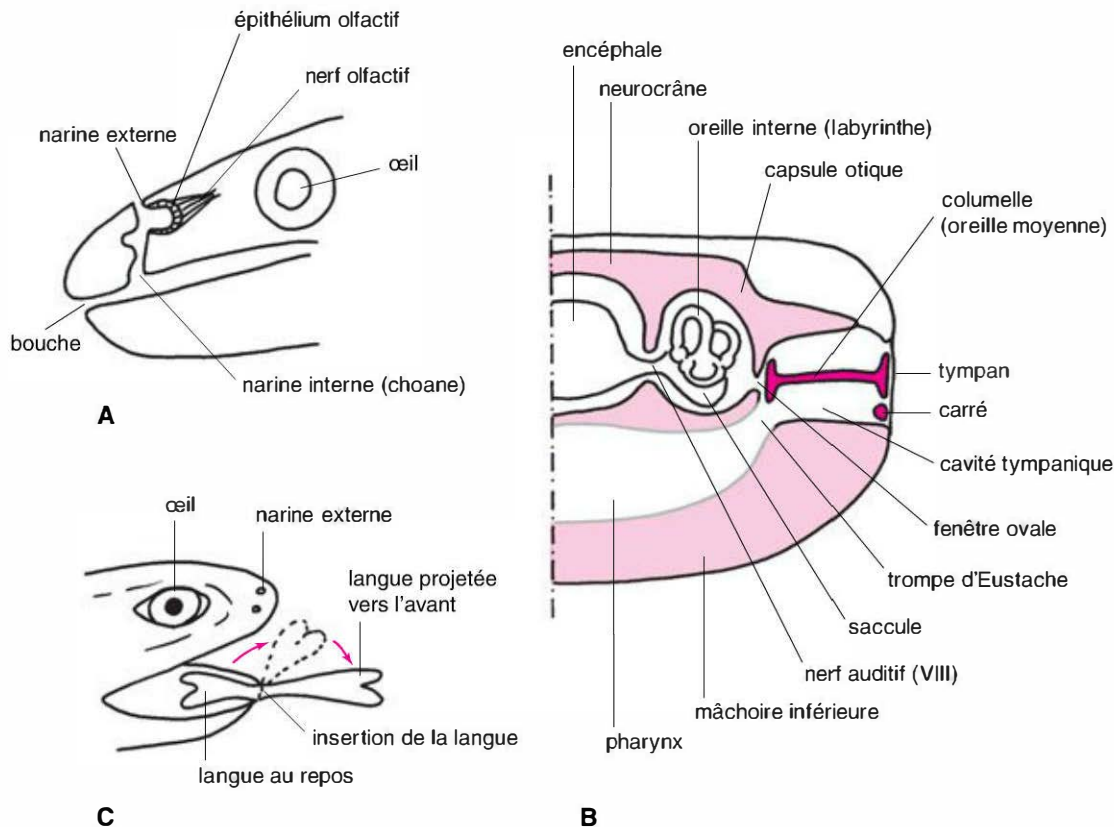 épithélium olfactif
nerf olfactif
narine externe
œil
bouche
narine interne (choane)
A
encéphale
neurocrâne
oreille interne (labyrinthe)
capsule otique
columelle
(oreille moyenne)
tympan
carré
cavité tympanique
fenêtre ovale
trompe d'Eustache
saccule
nerf auditif (VIII)
mâchoire inférieure
pharynx
B
œil
narine externe
langue projetée
vers l'avant
insertion de la langue
langue au repos
C